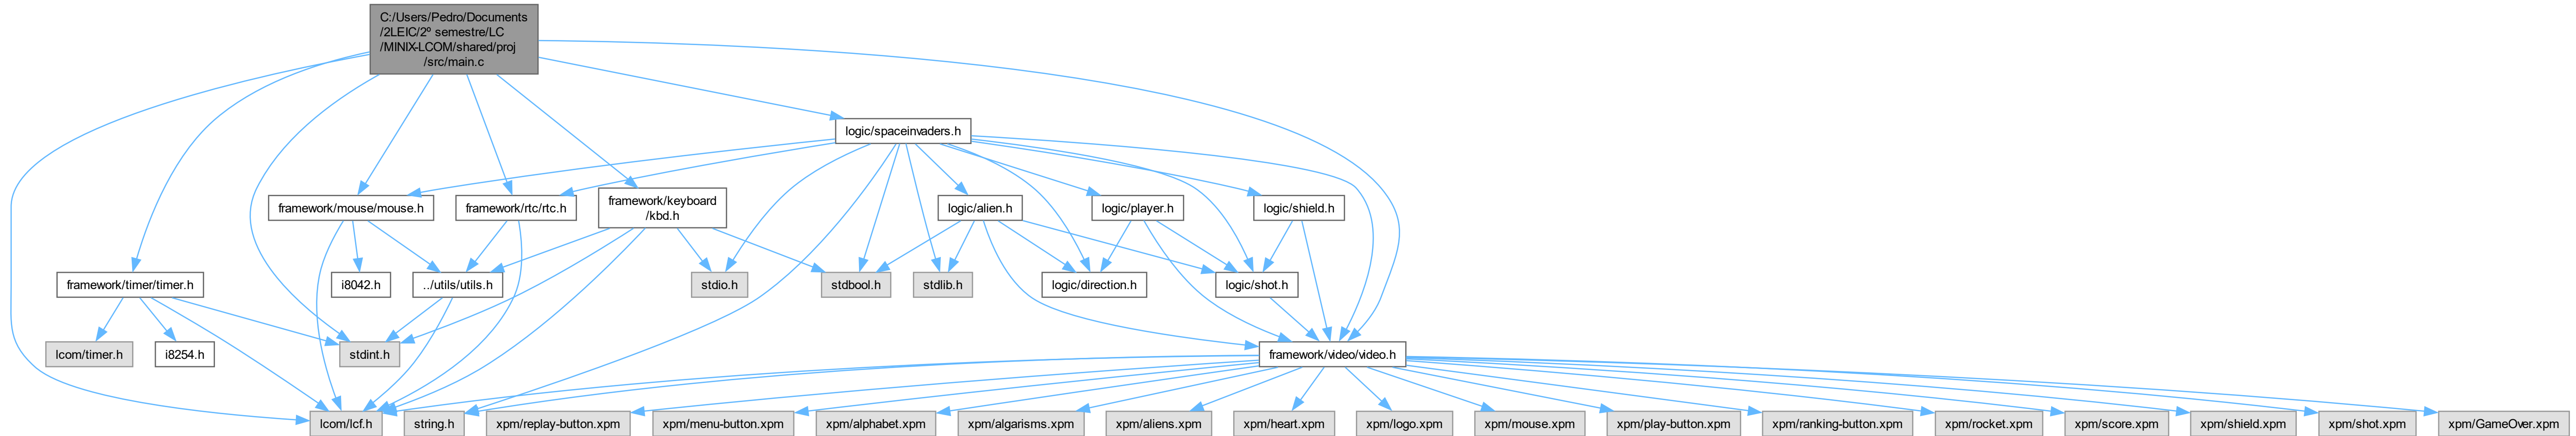 C:/Users/Pedro/Documents
/2LEIC/2º semestre/LC
/MINIX-LCOM/shared/proj
/src/main.c
logic/spaceinvaders.h
framework/mouse/mouse.h
framework/rtc/rtc.h
framework/keyboard
/kbd.h
logic/alien.h
logic/player.h
logic/shield.h
framework/timer/timer.h
i8042.h
../utils/utils.h
stdio.h
stdbool.h
stdlib.h
logic/direction.h
logic/shot.h
lcom/timer.h
i8254.h
stdint.h
framework/video/video.h
lcom/lcf.h
string.h
xpm/replay-button.xpm
xpm/menu-button.xpm
xpm/alphabet.xpm
xpm/algarisms.xpm
xpm/aliens.xpm
xpm/heart.xpm
xpm/logo.xpm
xpm/mouse.xpm
xpm/play-button.xpm
xpm/ranking-button.xpm
xpm/rocket.xpm
xpm/score.xpm
xpm/shield.xpm
xpm/shot.xpm
xpm/GameOver.xpm